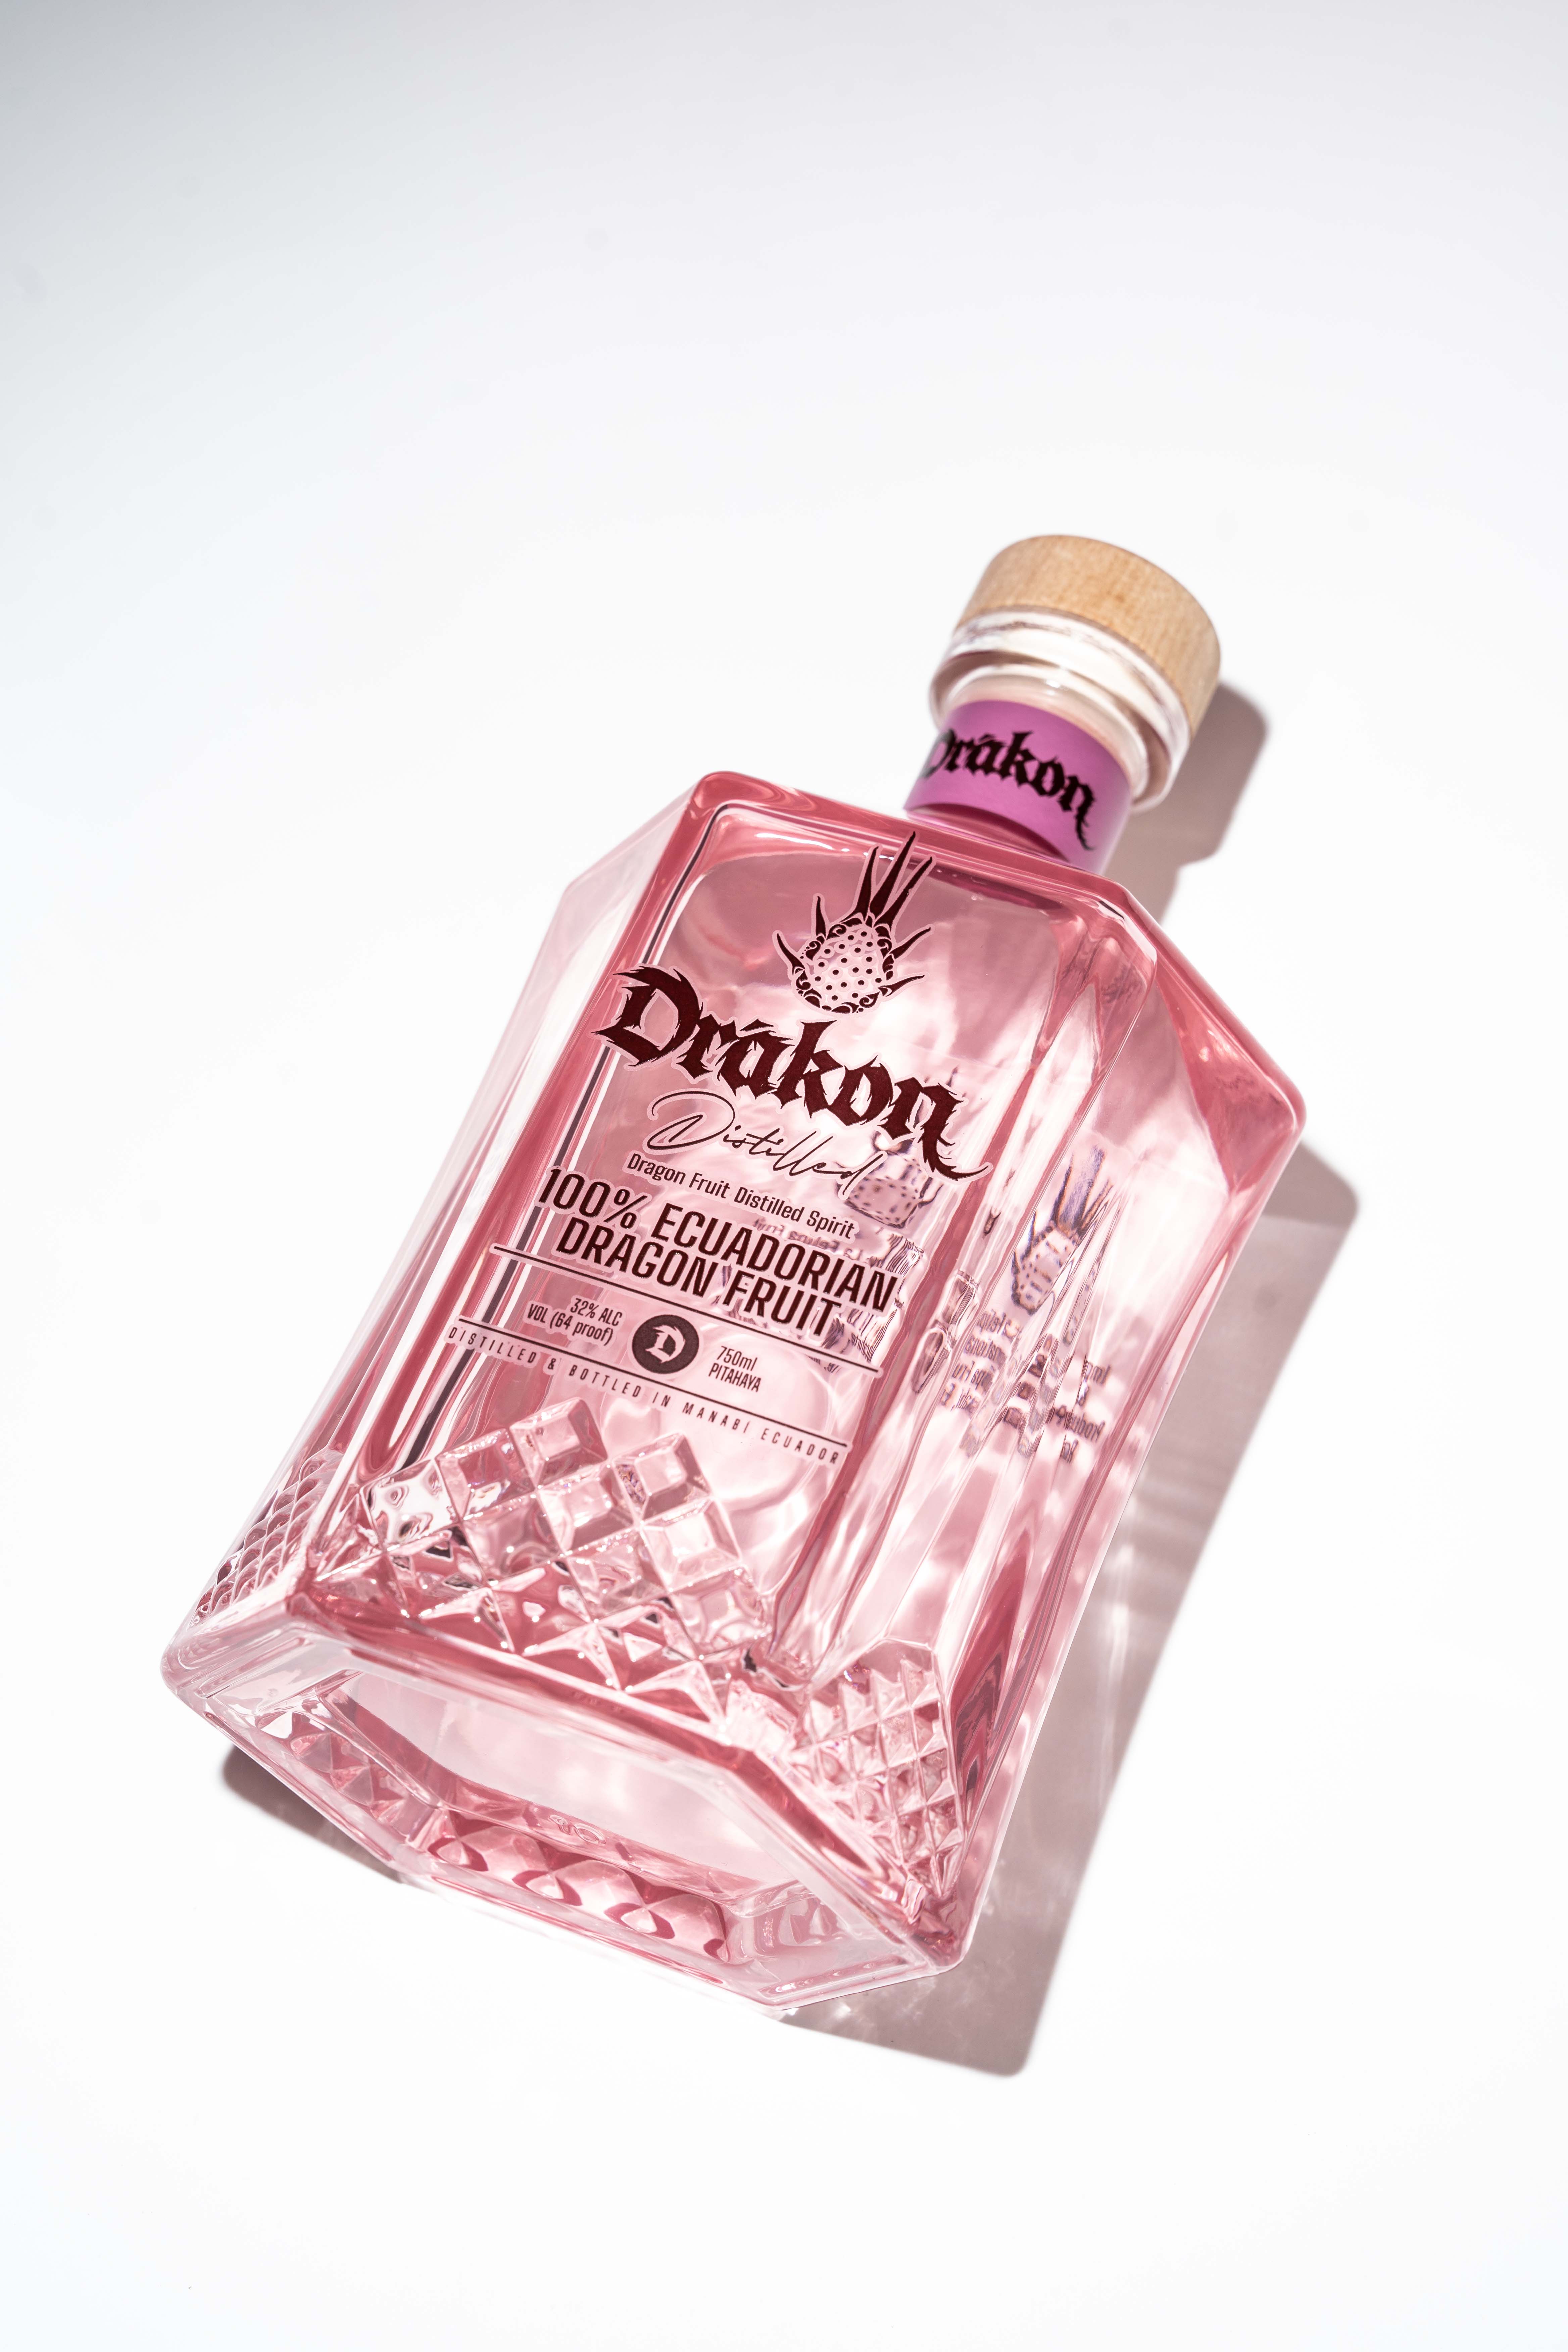 Drákon
Drákon
Distilled
Dragon Fruit Distilled Spirit
100% ECUADORIAN
DRAGON FRUIT
32% ALC
VOL (64 proof)
D
750ml
PITAHAYA
DISTILLED & BOTTLED IN MANABÍ ECUADOR